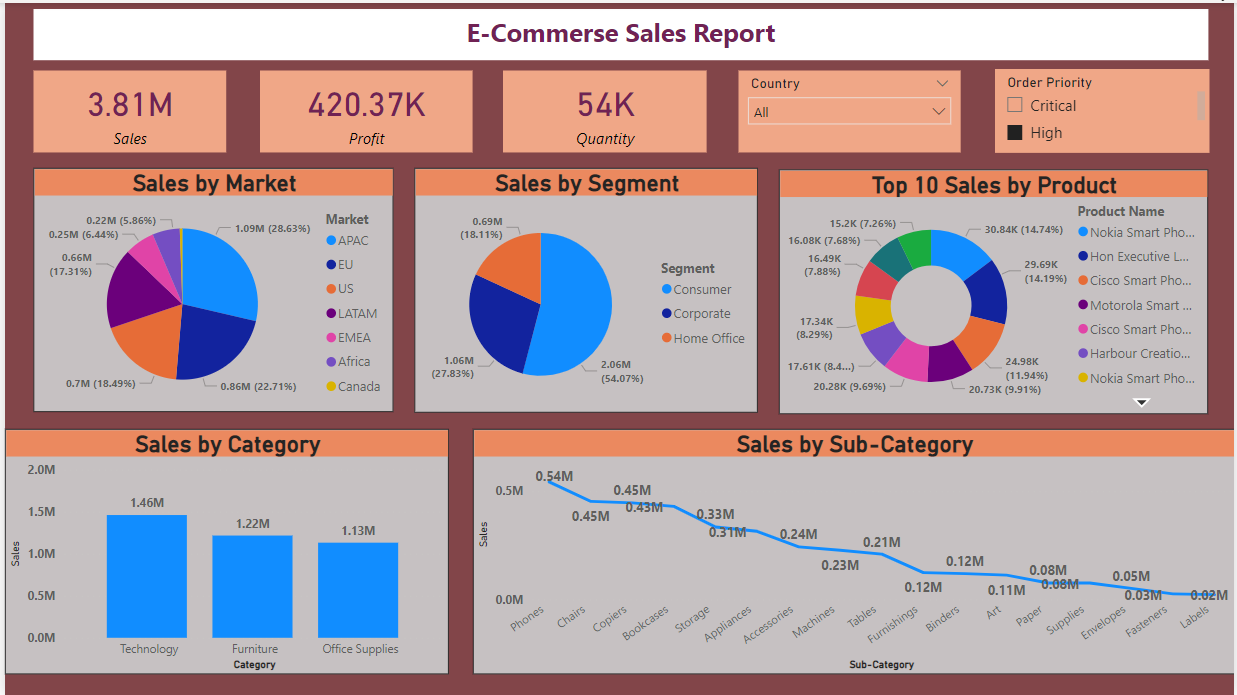 E-Commerse Sales Report
3.81M
Sales
420.37K
Profit
54K
Quantity
Country
All
Order Priority
Critical
High
Sales by Market
0.22M (5.86%)
0.25M (6.44%)
0.66M
(17.31%)
0.7M (18.49%)
0.86M (22.71%)
1.09M (28.63%)
Market
APAC
EU
US
LATAM
EMEA
Africa
Canada
Sales by Segment
0.69M
(18.11%)
1.06M
(27.83%)
2.06M
(54.07%)
Segment
Consumer
Corporate
Home Office
Top 10 Sales by Product
15.2K (7.26%)
16.08K (7.68%)
16.49K
(7.88%)
17.34K
(8.29%)
17.61K (8.4...)
20.28K (9.69%)
20.73K (9.91%)
24.98K
(11.94%)
29.69K
(14.19%)
30.84K (14.74%)
Product Name
Nokia Smart Pho...
Hon Executive L...
Cisco Smart Pho...
Motorola Smart ...
Cisco Smart Pho...
Harbour Creatio...
Nokia Smart Pho...
Sales by Category
2.0M
1.5M
1.0M
0.5M
0.0M
Sales
1.46M
1.22M
1.13M
Technology
Furniture
Office Supplies
Category
Sales by Sub-Category
0.5M
0.0M
Sales
0.54M
0.45M
0.45M
0.43M
0.33M
0.31M
0.24M
0.23M
0.21M
0.12M
0.12M
0.11M
0.08M
0.08M
0.05M
0.03M
0.02M
Phones
Chairs
Copiers
Bookcases
Storage
Appliances
Accessories
Machines
Tables
Furnishings
Binders
Art
Paper
Supplies
Envelopes
Fasteners
Labels
Sub-Category